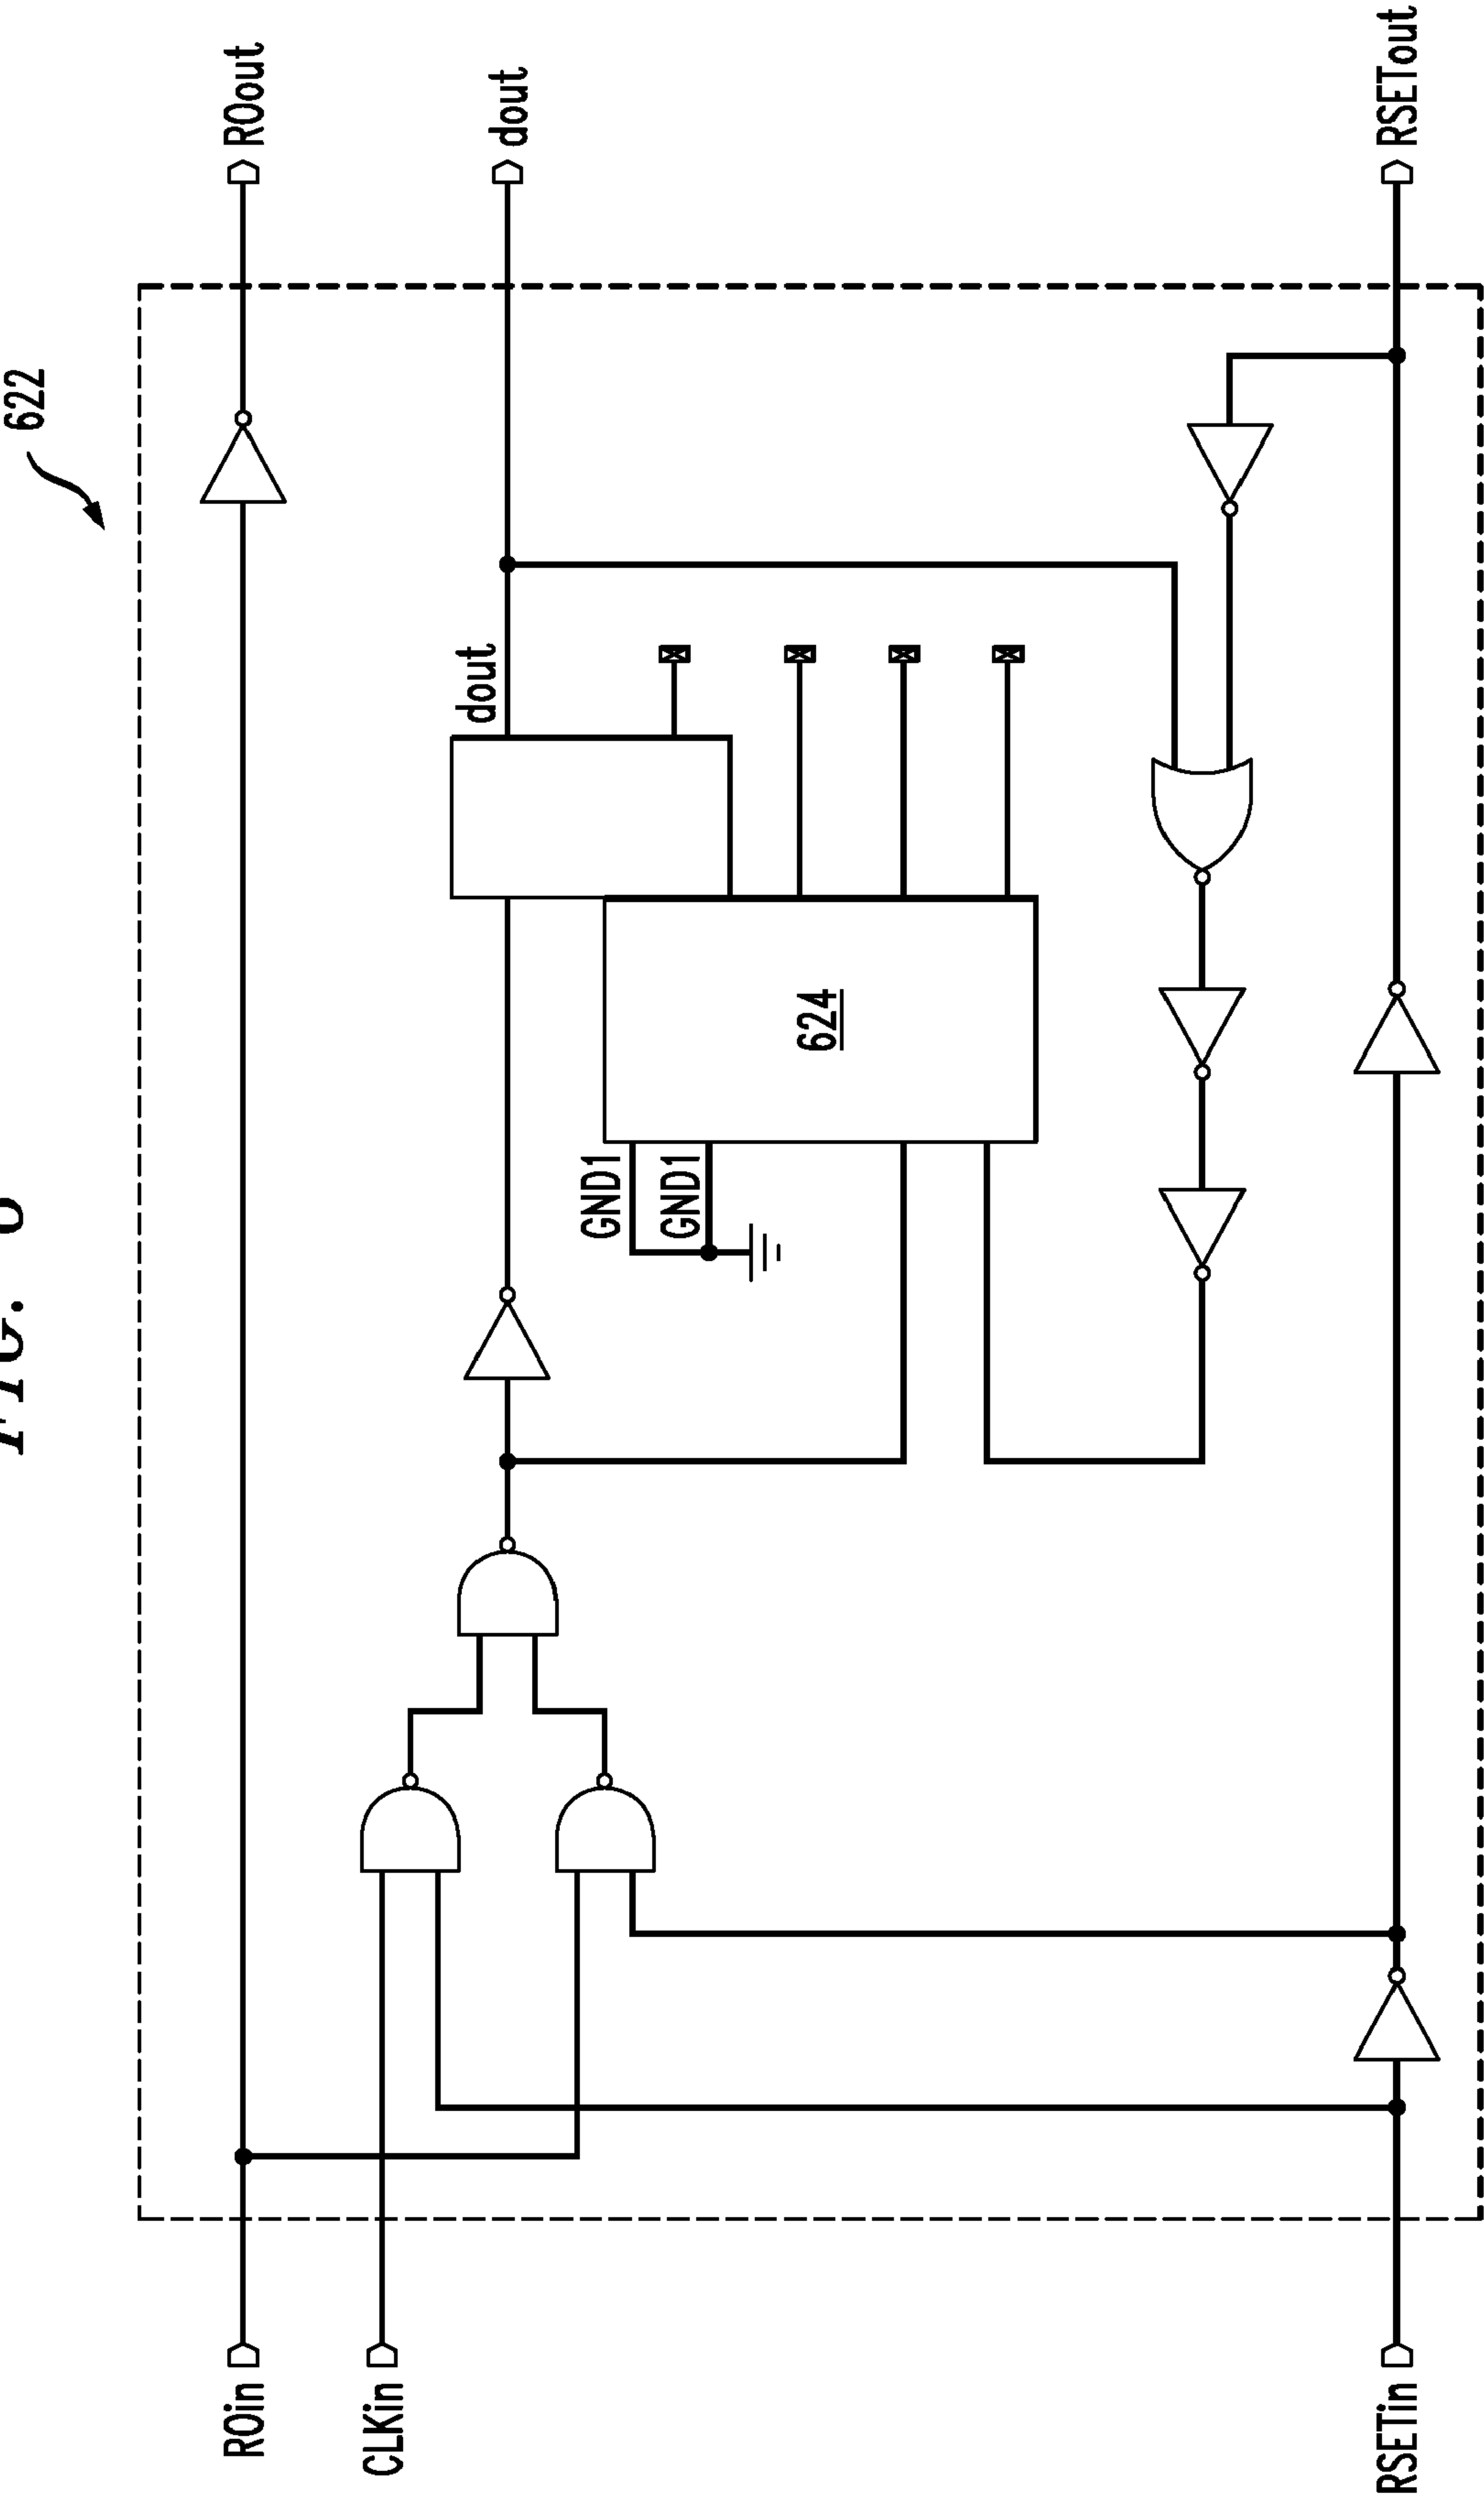 622
ROin
ROout
CLKin
dout
dout
GND1
GND1
624
RSETin
RSETout